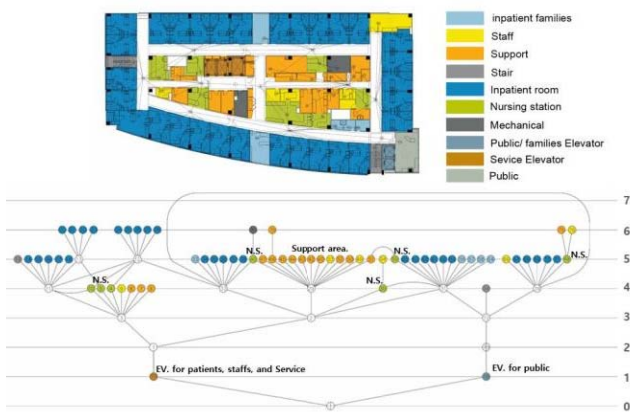 inpatient families
Staff
Support
Stair
Inpatient room
Nursing station
Mechanical
Public/ families Elevator
Sevice Elevator
Public
7
6
N.S.
Support area.
N.S.
N.S.
5
N.S.
N.S.
4
3
2
EV. for patients, staffs, and Service
EV. for public
1
0